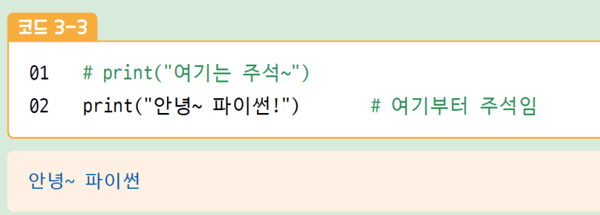 코드 3-3
01 # print("여기는 주석~")
02 print("안녕~ 파이썬!") # 여기부터 주석임
안녕~ 파이썬